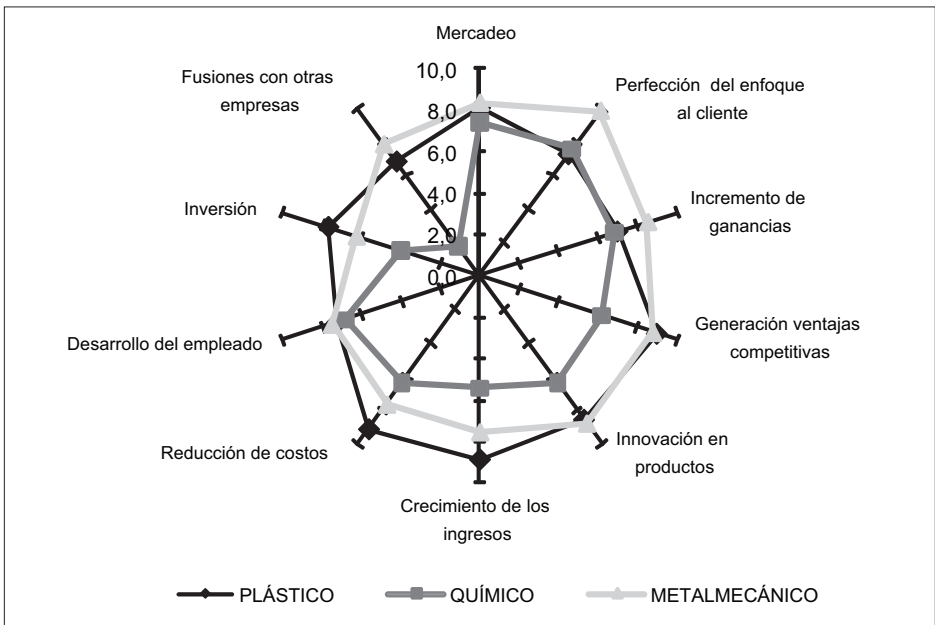 Mercadeo
10,0
8,0
6,0
4,0
2,0
0,0
Perfección del enfoque
al cliente
Incremento de
ganancias
Generación ventajas
competitivas
Innovación en
productos
Crecimiento de los
ingresos
Reducción de costos
Desarrollo del empleado
Inversión
Fusiones con otras
empresas
PLÁSTICO
QUÍMICO
METALMECÁNICO